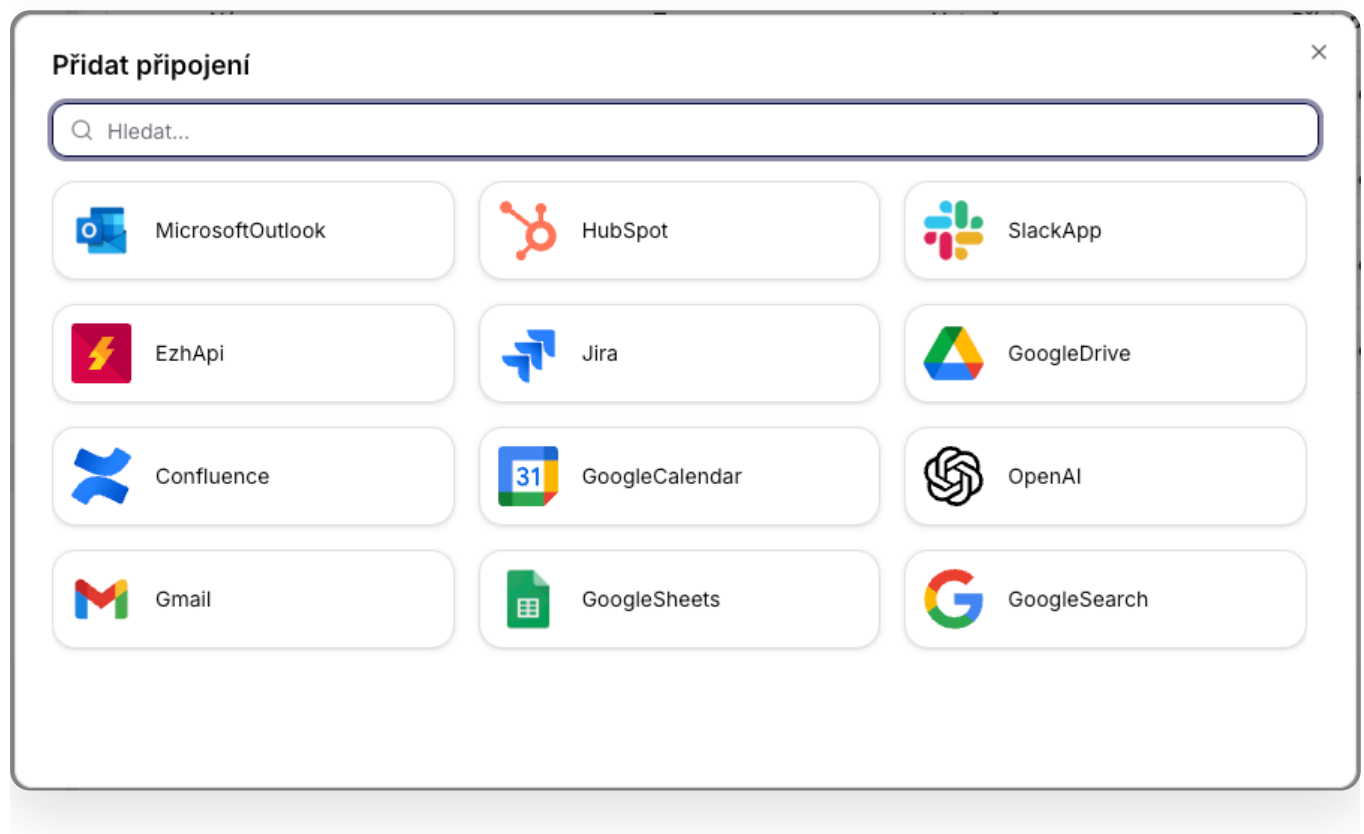 Přidat připojení
Hledat...
MicrosoftOutlook
HubSpot
SlackApp
EzhApi
Jira
GoogleDrive
Confluence
31
GoogleCalendar
OpenAI
Gmail
GoogleSheets
GoogleSearch